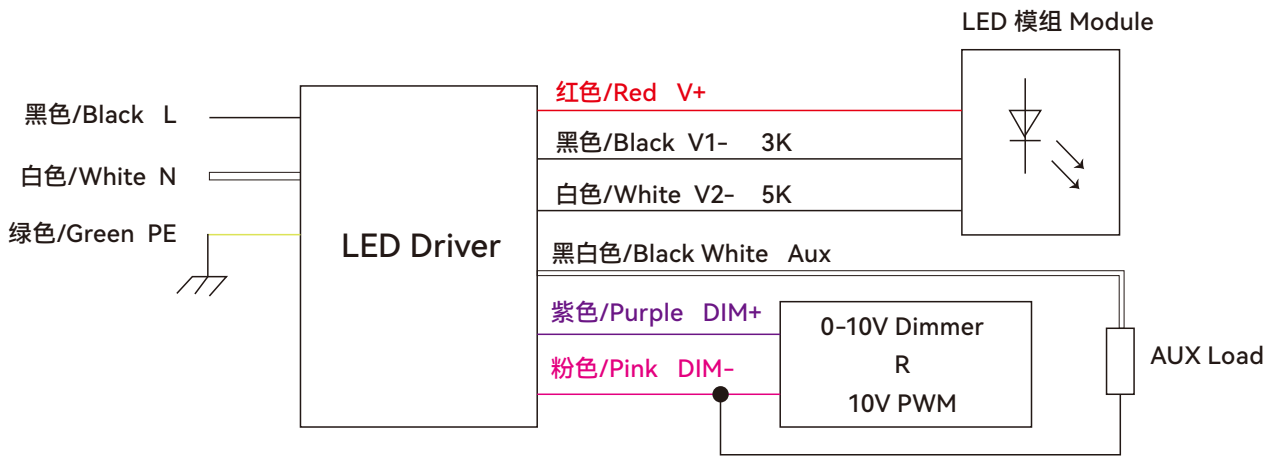 LED 模组 Module
黑色/Black L
白色/White N
绿色/Green PE
LED Driver
红色/Red V+
黑色/Black V1- 3K
白色/White V2- 5K
黑白色/Black White Aux
紫色/Purple DIM+
粉色/Pink DIM-
0-10V Dimmer
R
10V PWM
AUX Load